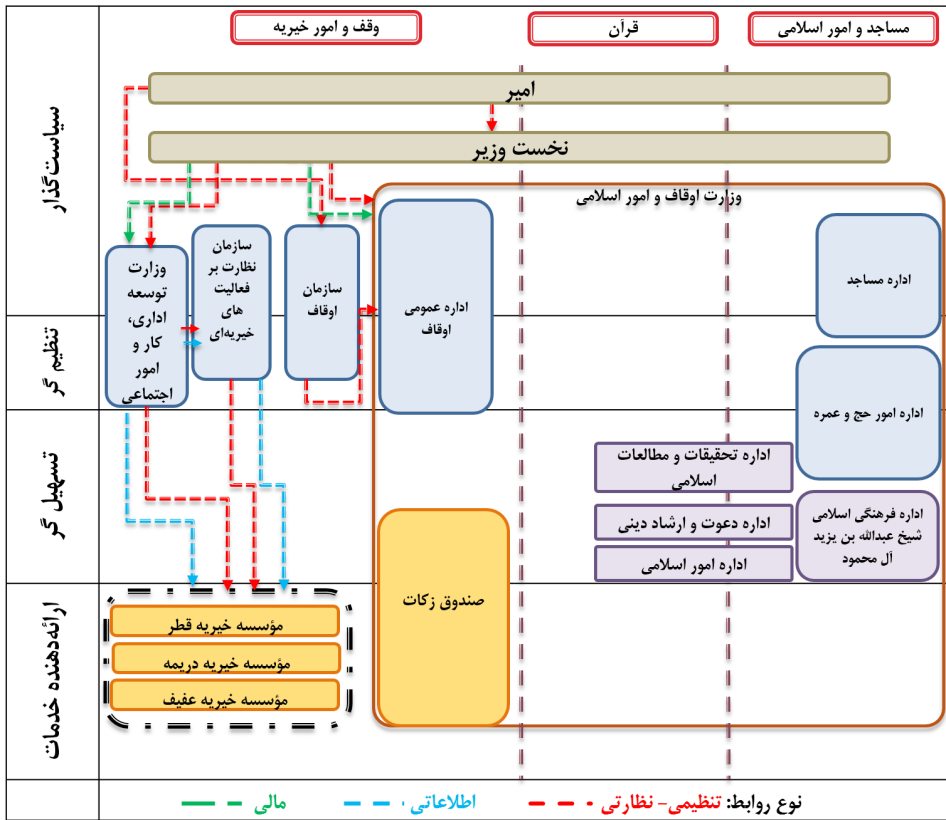 مساجد و امور اسلامی
قرآن
وقف و امور خیریه
سیاست‌گذار
امیر
نخست وزیر
وزارت اوقاف و امور اسلامی
اداره مساجد
اداره عمومی
اوقاف
سازمان
اوقاف
سازمان
نظارت بر
فعالیت
های
خیریه‌ای
وزارت
توسعه
اداری،
کار و
امور
اجتماعی
تنظیم گر
اداره امور حج و عمره
تسهیل گر
اداره تحقیقات و مطالعات
اسلامی
اداره فرهنگی اسلامی
شیخ عبدالله بن یزید
آل محمود
اداره دعوت و ارشاد دینی
اداره امور اسلامی
صندوق زکات
ارائه‌دهنده خدمات
مؤسسه خیریه قطر
مؤسسه خیریه دریمه
مؤسسه خیریه عفیف
نوع روابط: تنظیمی- نظارتی اطلاعاتی مالی